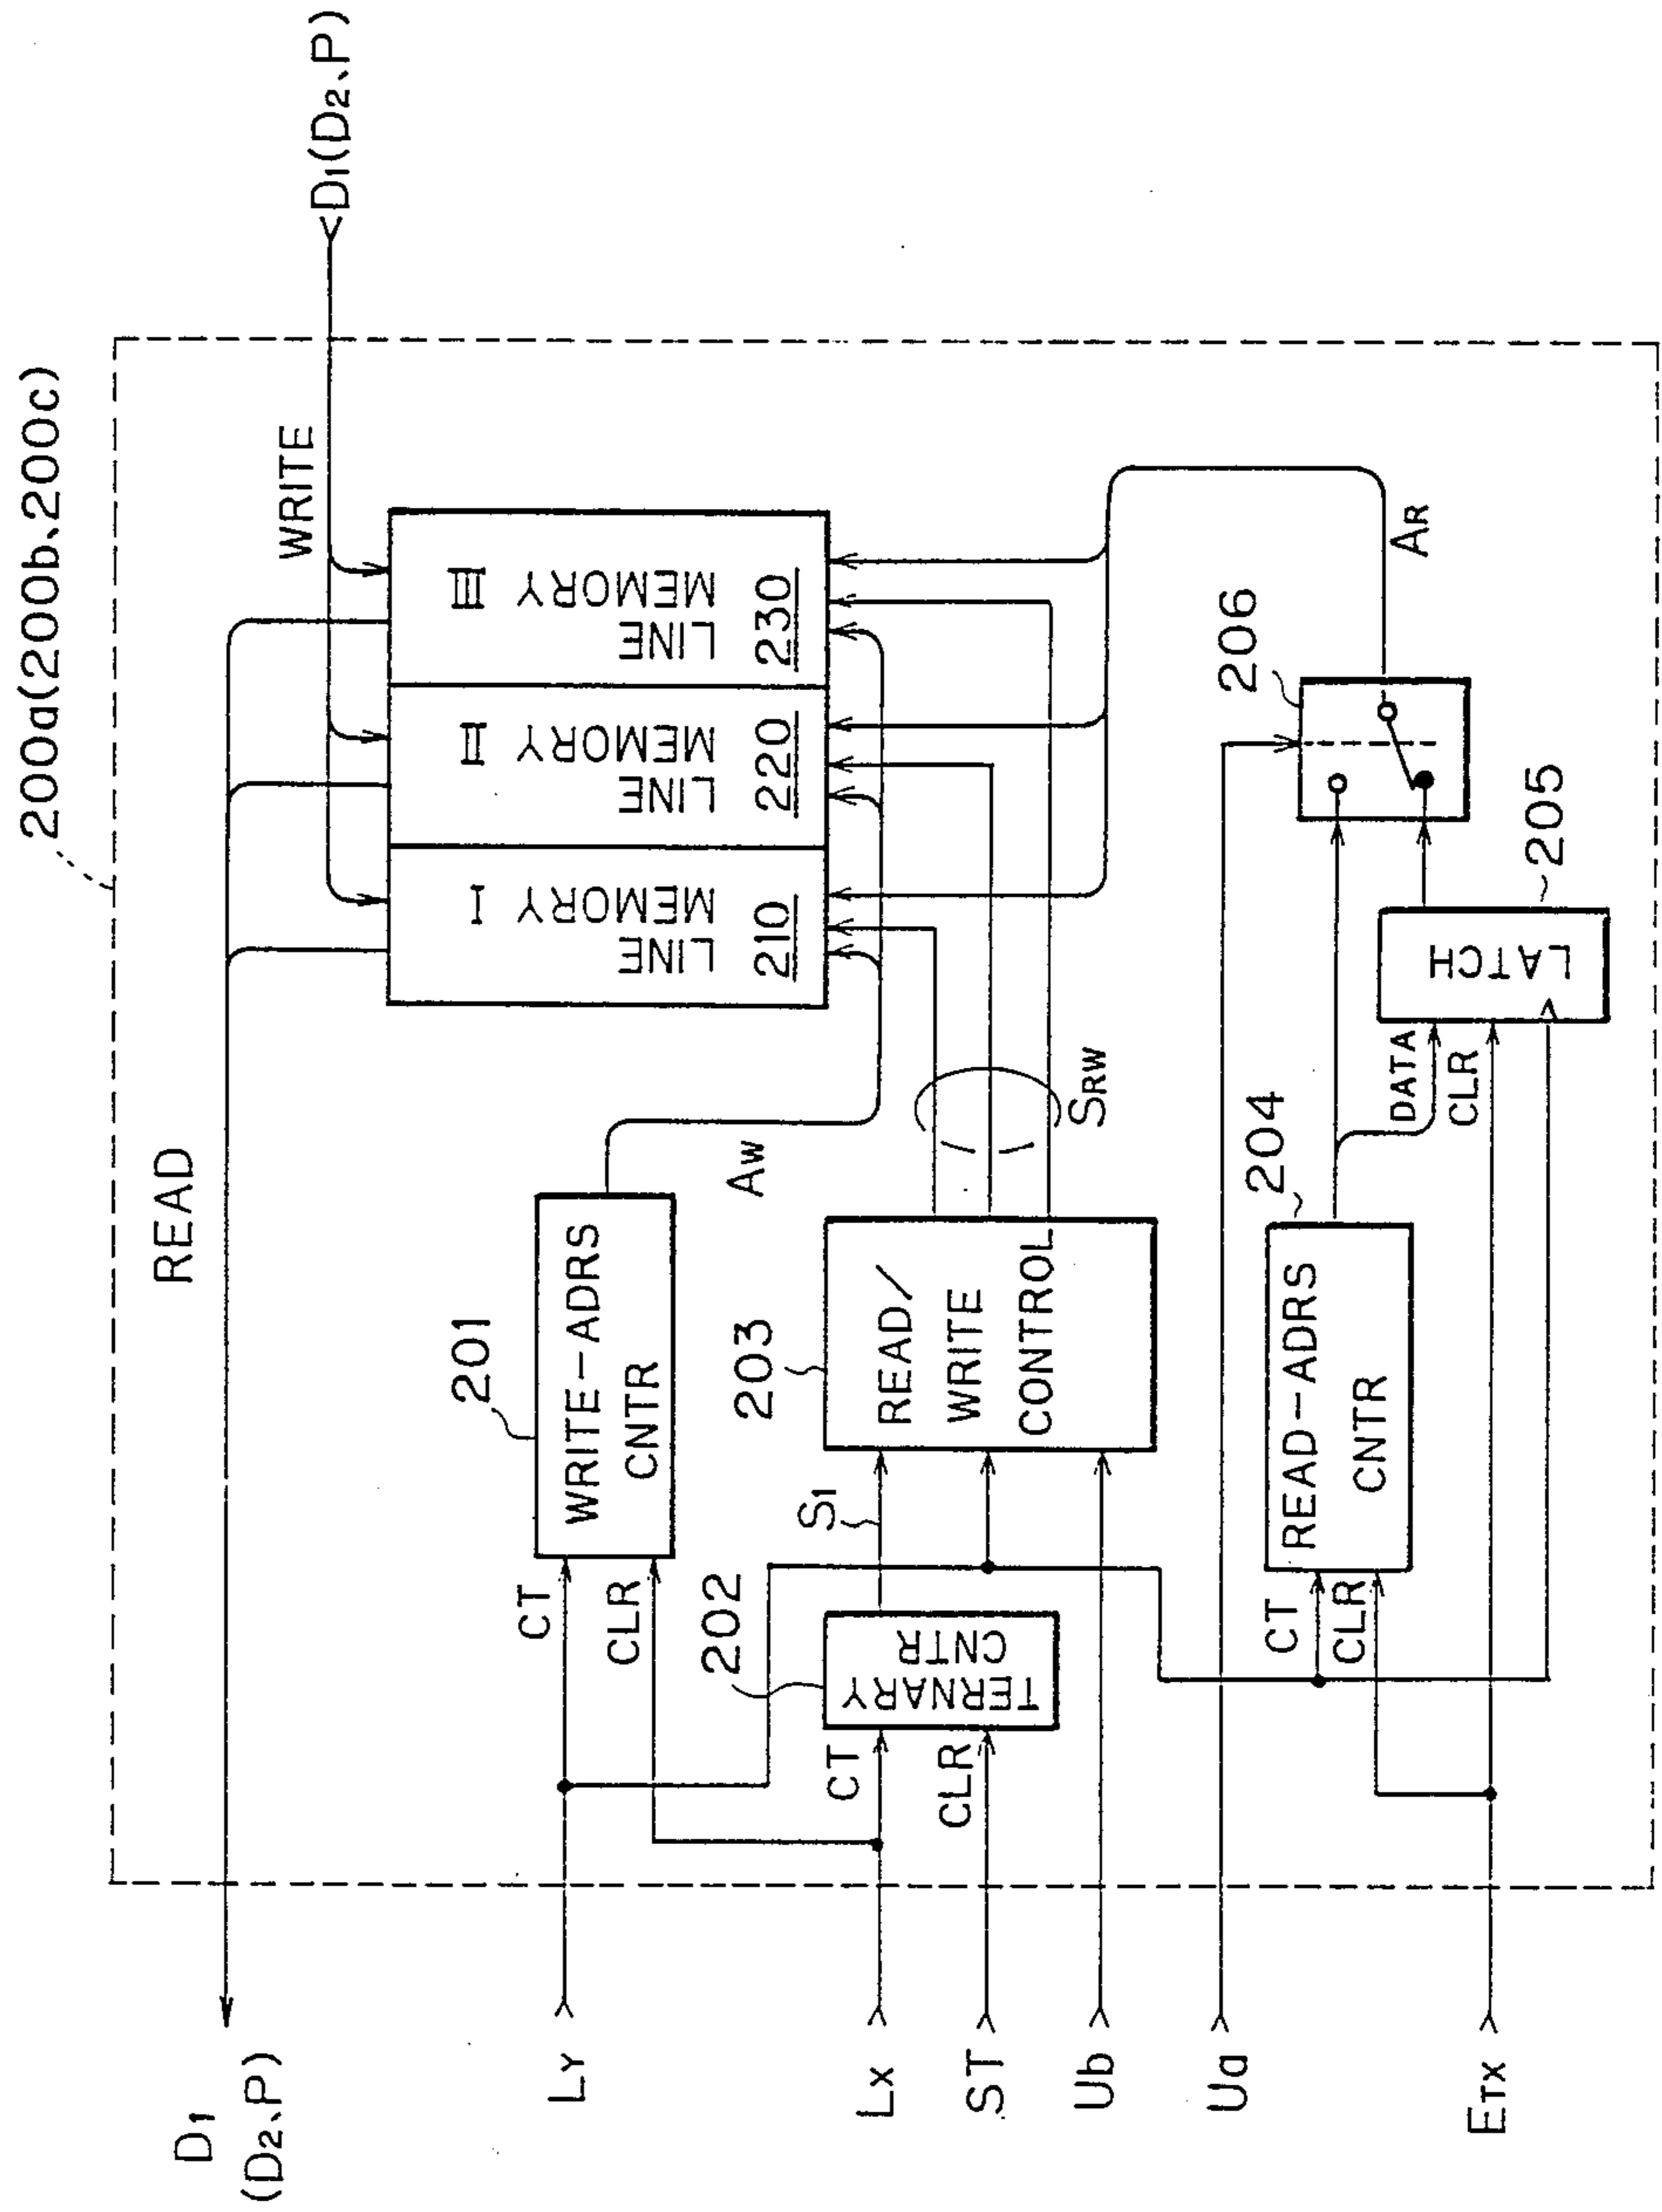 200a(200b、200c)
READ
WRITE
D1
(D2、P)
D1(D2、P)
201
WRITE-ADRS
CNTR
CT
CLR
AW
LINE
MEMORY I
210
LINE
MEMORY II
220
LINE
MEMORY III
230
LY
202
TERNARY
CNTR
CT
CLR
S1
203
READ/
WRITE
CONTROL
SRW
LX
ST
Ub
Ua
204
READ-ADRS
CNTR
CT
CLR
DATA
CLR
LATCH
205
206
AR
ETX